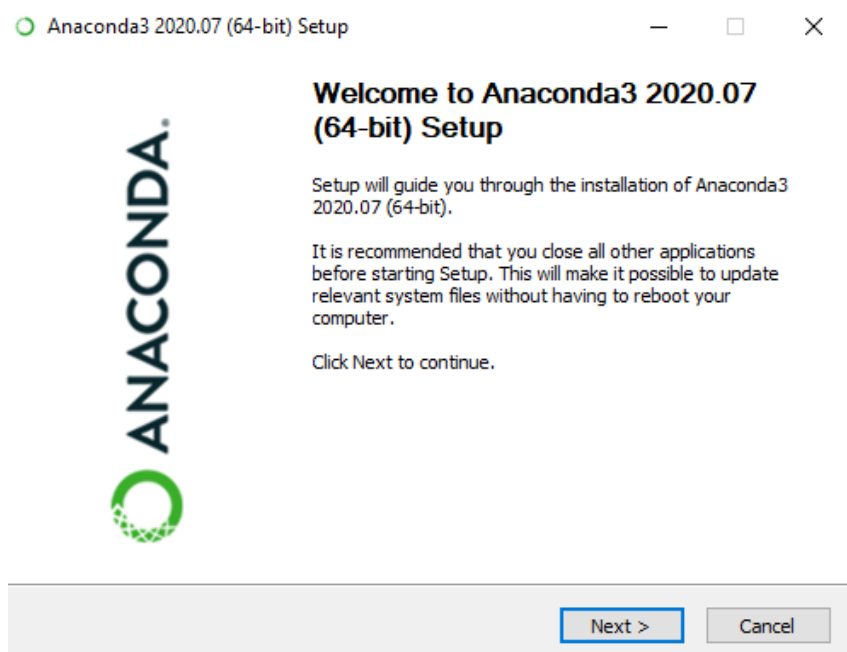 Anaconda3 2020.07 (64-bit) Setup
Welcome to Anaconda3 2020.07
(64-bit) Setup
Setup will guide you through the installation of Anaconda3
2020.07 (64-bit).
It is recommended that you close all other applications
before starting Setup. This will make it possible to update
relevant system files without having to reboot your
computer.
Click Next to continue.
ANACONDA.
Next >
Cancel